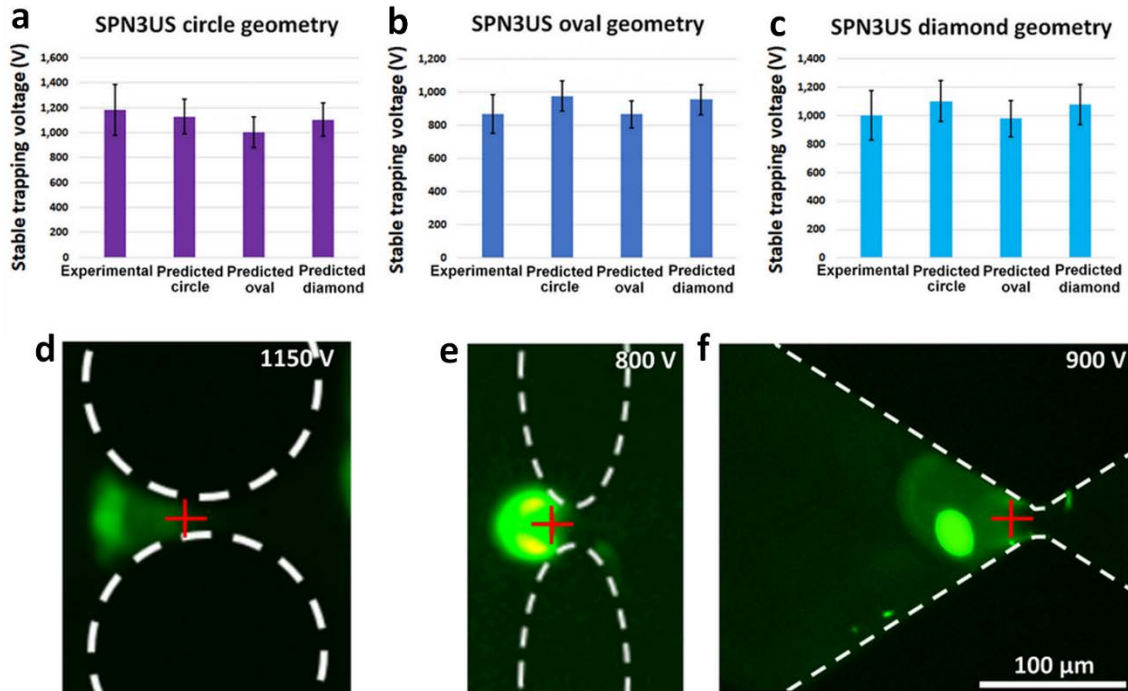 a
SPN3US circle geometry
Stable trapping voltage (V)
1,600
1,400
1,200
1,000
800
600
400
200
0
Experimental
Predicted circle
Predicted oval
Predicted diamond
b
SPN3US oval geometry
Stable trapping voltage (V)
1,200
1,000
800
600
400
200
0
Experimental
Predicted circle
Predicted oval
Predicted diamond
c
SPN3US diamond geometry
Stable trapping voltage (V)
1,400
1,200
1,000
800
600
400
200
0
Experimental
Predicted circle
Predicted oval
Predicted diamond
d
1150 V
e
800 V
f
900 V
100 µm